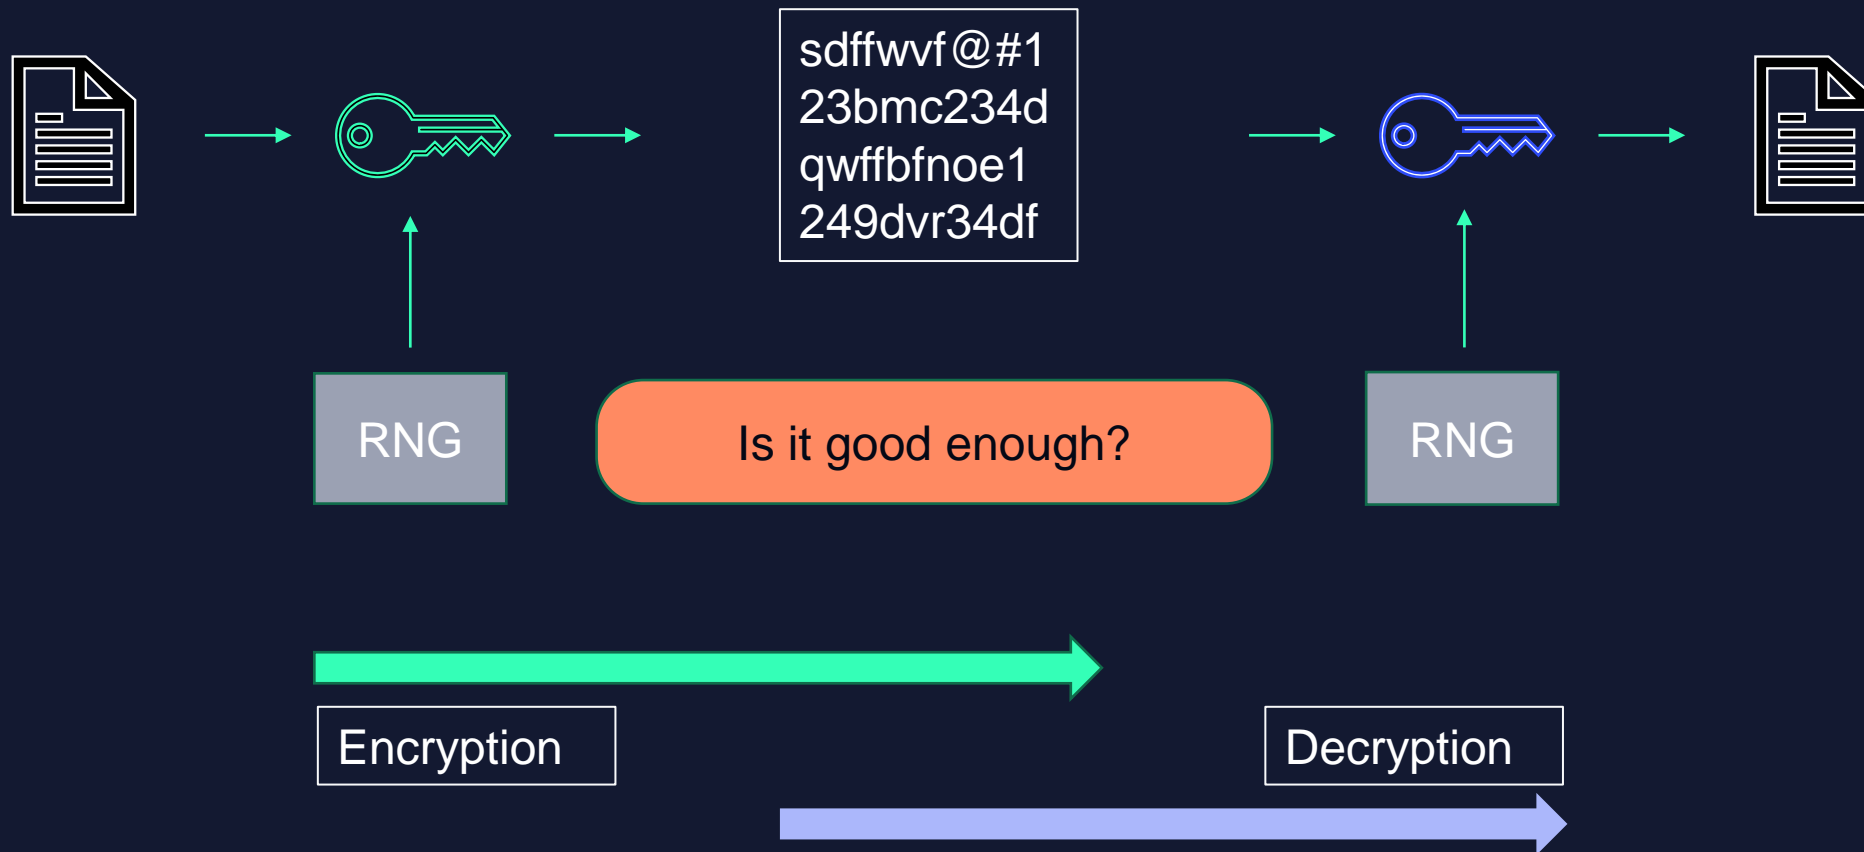 sdffwvf@#1
23bmc234d
qwffbfnoe1
249dvr34df
RNG
Is it good enough?
RNG
Encryption
Decryption